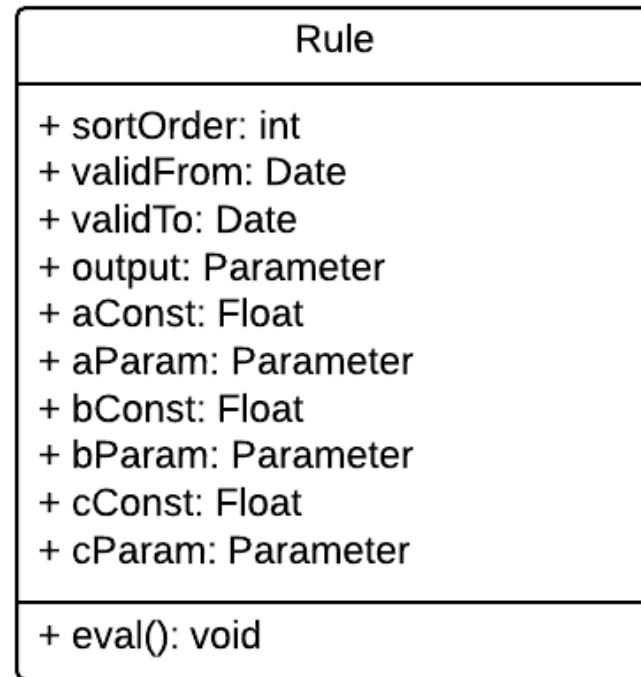 Rule
+ sortOrder: int
+ validFrom: Date
+ validTo: Date
+ output: Parameter
+ aConst: Float
+ aParam: Parameter
+ bConst: Float
+ bParam: Parameter
+ cConst: Float
+ cParam: Parameter
+ eval(): void